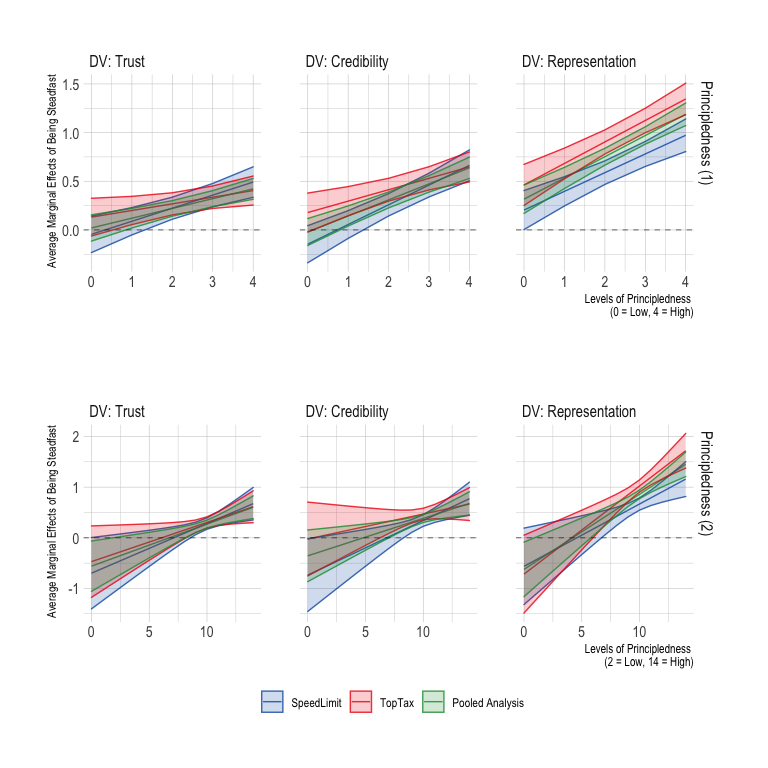 DV: Trust
DV: Credibility
DV: Representation
Average Marginal Effects of Being Steadfast
1.5
1.0
0.5
0.0
Principledness (1)
0 1 2 3 4
0 1 2 3 4
0 1 2 3 4
Levels of Principledness
(0 = Low, 4 = High)
DV: Trust
DV: Credibility
DV: Representation
Average Marginal Effects of Being Steadfast
2
1
0
-1
Principledness (2)
0 5 10
0 5 10
0 5 10
Levels of Principledness
(2 = Low, 14 = High)
SpeedLimit
TopTax
Pooled Analysis